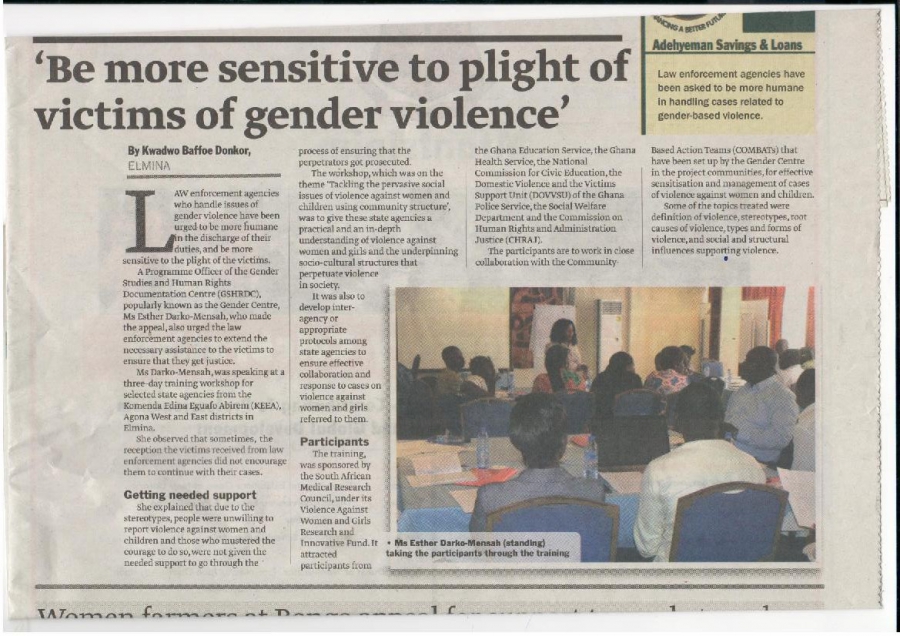 'Be more sensitive to plight of
victims of gender violence'
ANCING A BETTER FUTURE
Adehyeman Savings & Loans
Law enforcement agencies have
been asked to be more humane
in handling cases related to
gender-based violence.
By Kwadwo Baffoe Donkor,
ELMINA
LAW enforcement agencies
who handle issues of
gender violence have been
urged to be more humane
in the discharge of their
duties, and be more
sensitive to the plight of the victims.
A Programme Officer of the Gender
Studies and Human Rights
Documentation Centre (GSHRDC),
popularly known as the Gender Centre,
Ms Esther Darko-Mensah, who made
the appeal, also urged the law
enforcement agencies to extend the
necessary assistance to the victims to
ensure that they get justice.
Ms Darko-Mensah, was speaking at a
three-day training workshop for
selected state agencies from the
Komenda Edina Eguafo Abirem (KEEA),
Agona West and East districts in
Elmina.
She observed that sometimes, the
reception the victims received from law
enforcement agencies did not encourage
them to continue with their cases.
Getting needed support
She explained that due to the
stereotypes, people were unwilling to
report violence against women and
children and those who mustered the
courage to do so, were not given the
needed support to go through the
process of ensuring that the
perpetrators got prosecuted.
The workshop, which was on the
theme 'Tackling the pervasive social
issues of violence against women and
children using community structure',
was to give these state agencies a
practical and an in-depth
understanding of violence against
women and girls and the underpinning
socio-cultural structures that
perpetuate violence
in society.
It was also to
develop inter-
agency or
appropriate
protocols among
state agencies to
ensure effective
collaboration and
response to cases on
violence against
women and girls
referred to them.
Participants
The training,
was sponsored by
the South African
Medical Research
Council, under its
Violence Against
Women and Girls
Research and
Innovative Fund. It
attracted
participants from
the Ghana Education Service, the Ghana
Health Service, the National
Commission for Civic Education, the
Domestic Violence and the Victims
Support Unit (DOVVSU) of the Ghana
Police Service, the Social Welfare
Department and the Commission on
Human Rights and Administration
Justice (CHRAJ).
The participants are to work in close
collaboration with the Community
Based Action Teams (COMBATs) that
have been set up by the Gender Centre
in the project communities, for effective
sensitisation and management of cases
of violence against women and children.
Some of the topics treated were
definition of violence, stereotypes, root
causes of violence, types and forms of
violence, and social and structural
influences supporting violence.
• Ms Esther Darko-Mensah (standing)
taking the participants through the training
Women farmers at Bongo appeal for